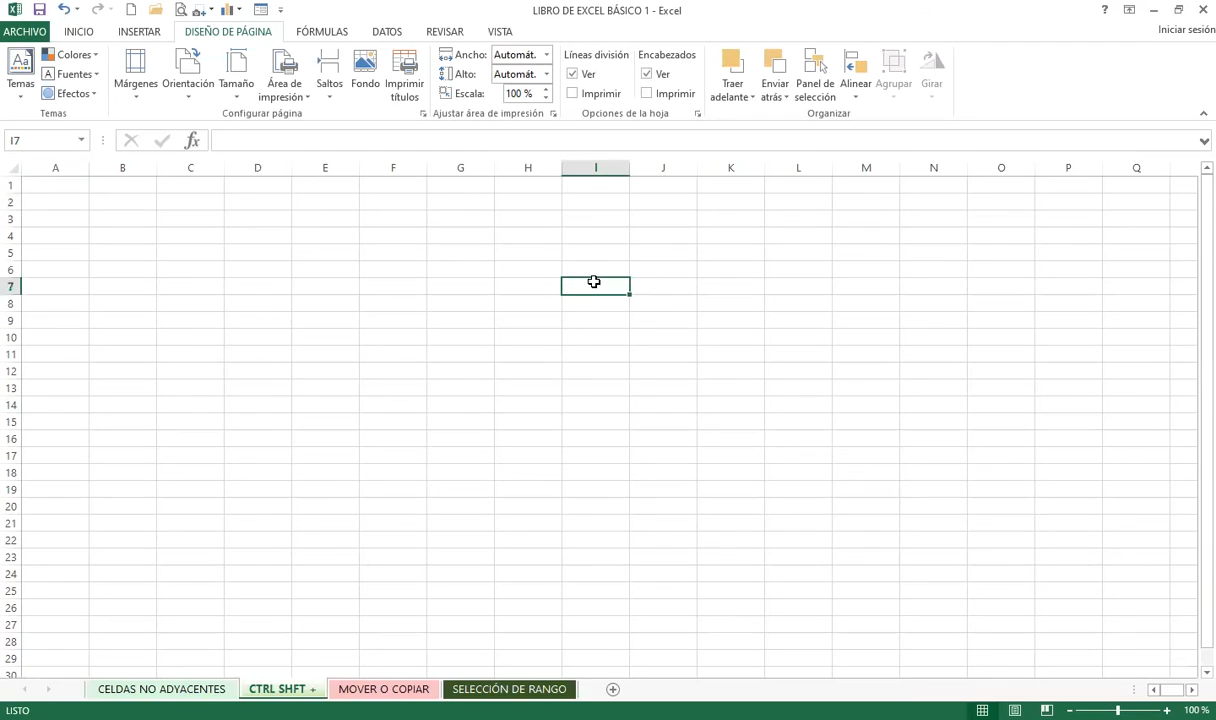 LIBRO DE EXCEL BÁSICO 1 - Excel
?
ARCHIVO INICIO INSERTAR DISEÑO DE PÁGINA FÓRMULAS DATOS REVISAR VISTA Iniciar sesión
Aa
Temas
Colores
Fuentes
Efectos
Temas
Márgenes
Orientación
Tamaño
Área de impresión
Saltos
Fondo
Imprimir títulos
Configurar página
Ancho: Automát.
Alto: Automát.
Escala: 100 %
Ajustar área de impresión
Líneas división
Ver
Imprimir
Encabezados
Ver
Imprimir
Opciones de la hoja
Traer adelante
Enviar atrás
Panel de selección
Alinear
Agrupar
Girar
Organizar
I7 fx
A B C D E F G H I J K L M N O P Q
1
2
3
4
5
6
7
8
9
10
11
12
13
14
15
16
17
18
19
20
21
22
23
24
25
26
27
28
29
30
CELDAS NO ADYACENTES CTRL SHFT + MOVER O COPIAR SELECCIÓN DE RANGO
LISTO 100 %